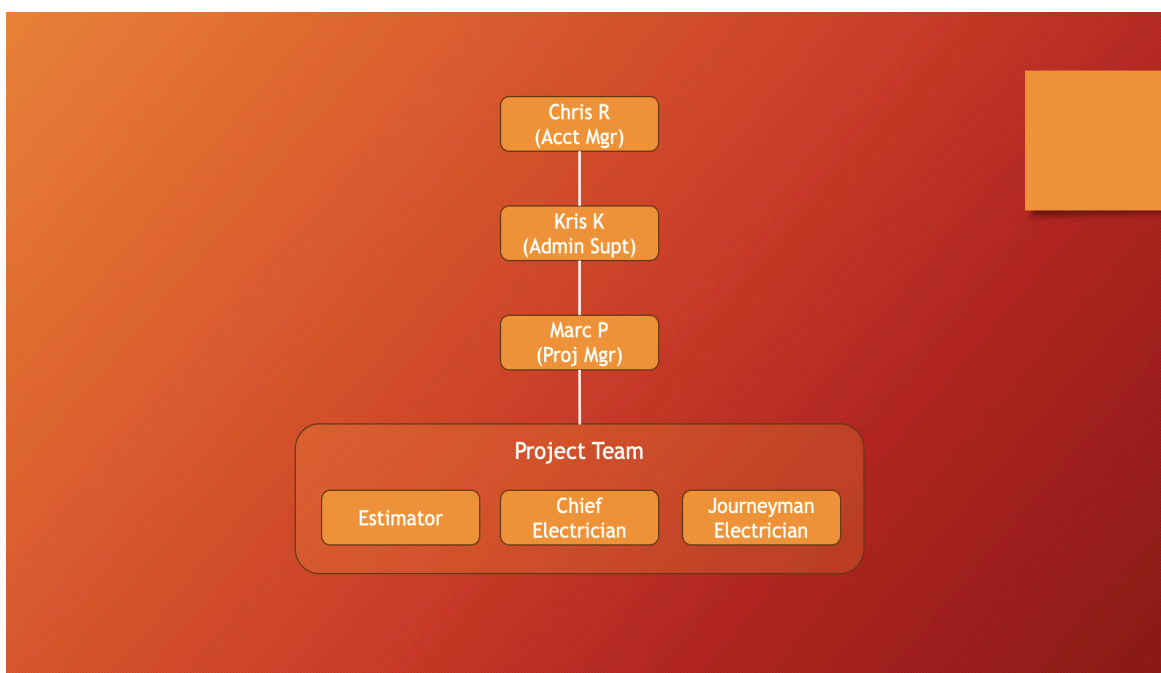 Chris R
(Acct Mgr)
Kris K
(Admin Supt)
Marc P
(Proj Mgr)
Project Team
Estimator
Chief
Electrician
Journeyman
Electrician